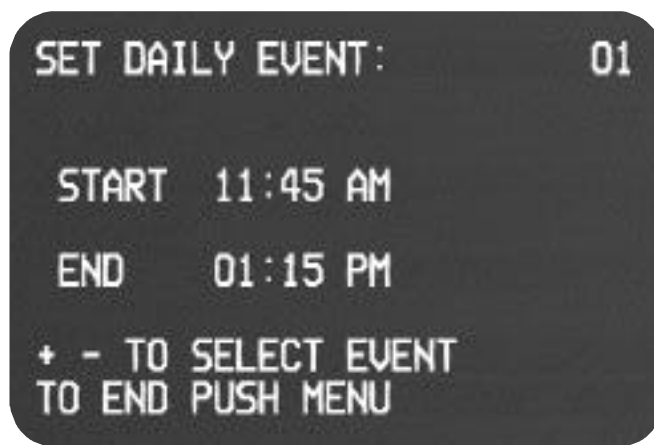 SET DAILY EVENT: 01
START 11:45 AM
END 01:15 PM
+ - TO SELECT EVENT
TO END PUSH MENU